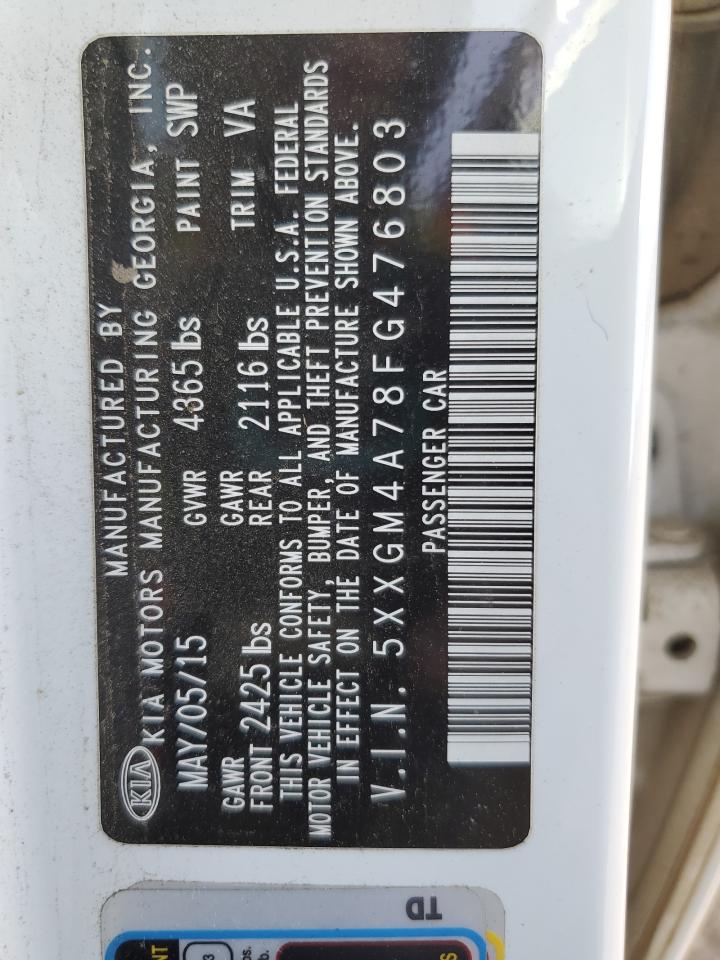 MANUFACTURED BY
KIA KIA MOTORS MANUFACTURING GEORGIA, INC.
MAY/05/15 GVWR 4365 lbs PAINT SWP
GAWR FRONT 2425 lbs GAWR REAR 2116 lbs TRIM VA
THIS VEHICLE CONFORMS TO ALL APPLICABLE U.S.A. FEDERAL
MOTOR VEHICLE SAFETY, BUMPER, AND THEFT PREVENTION STANDARDS
IN EFFECT ON THE DATE OF MANUFACTURE SHOWN ABOVE.
V.I.N. 5XXGM4A78FG476803
PASSENGER CAR
TD